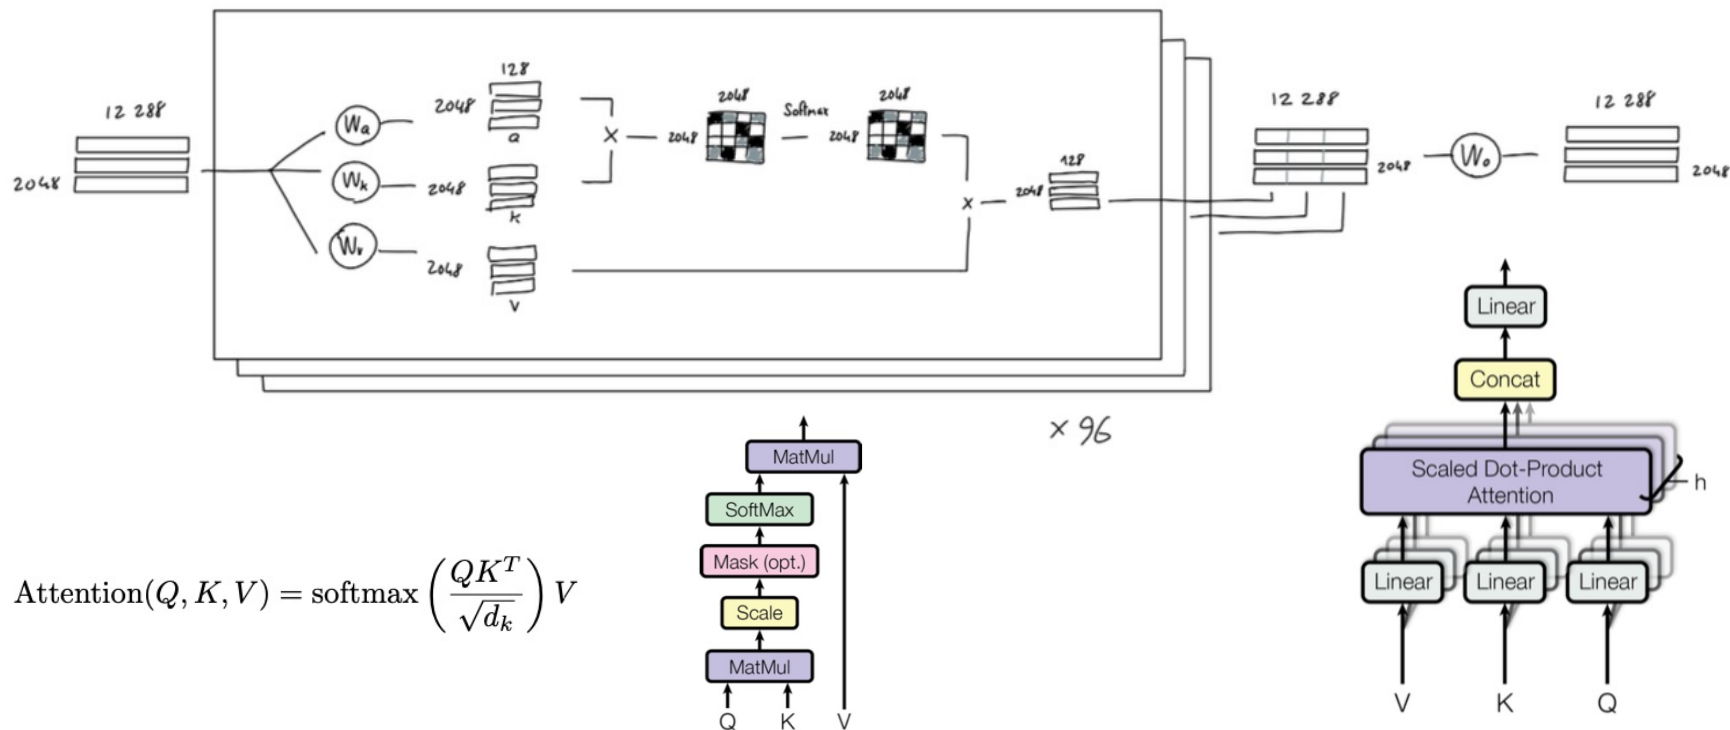 12 288
2048
Wq
2048
128
Q
Wk
2048
K
Wv
2048
V
X
2048
2048
Softmax
2048
2048
X
128
2048
12 288
2048
Wo
12 288
2048
x 96
Attention(Q, K, V) = softmax(QK^T / √d_k) V
MatMul
SoftMax
Mask (opt.)
Scale
MatMul
Q K V
Linear
Concat
Scaled Dot-Product
Attention
h
Linear Linear Linear
V K Q